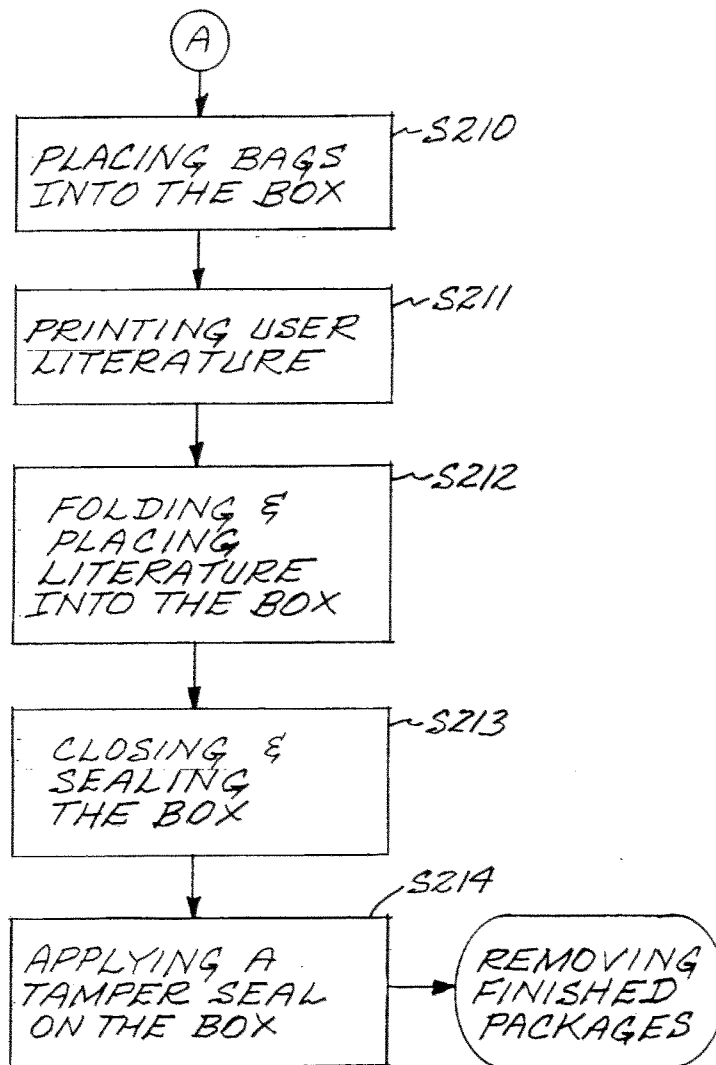 A
S210
PLACING BAGS
INTO THE BOX
S211
PRINTING USER
LITERATURE
S212
FOLDING &
PLACING
LITERATURE
INTO THE BOX
S213
CLOSING &
SEALING
THE BOX
S214
APPLYING A
TAMPER SEAL
ON THE BOX
REMOVING
FINISHED
PACKAGES